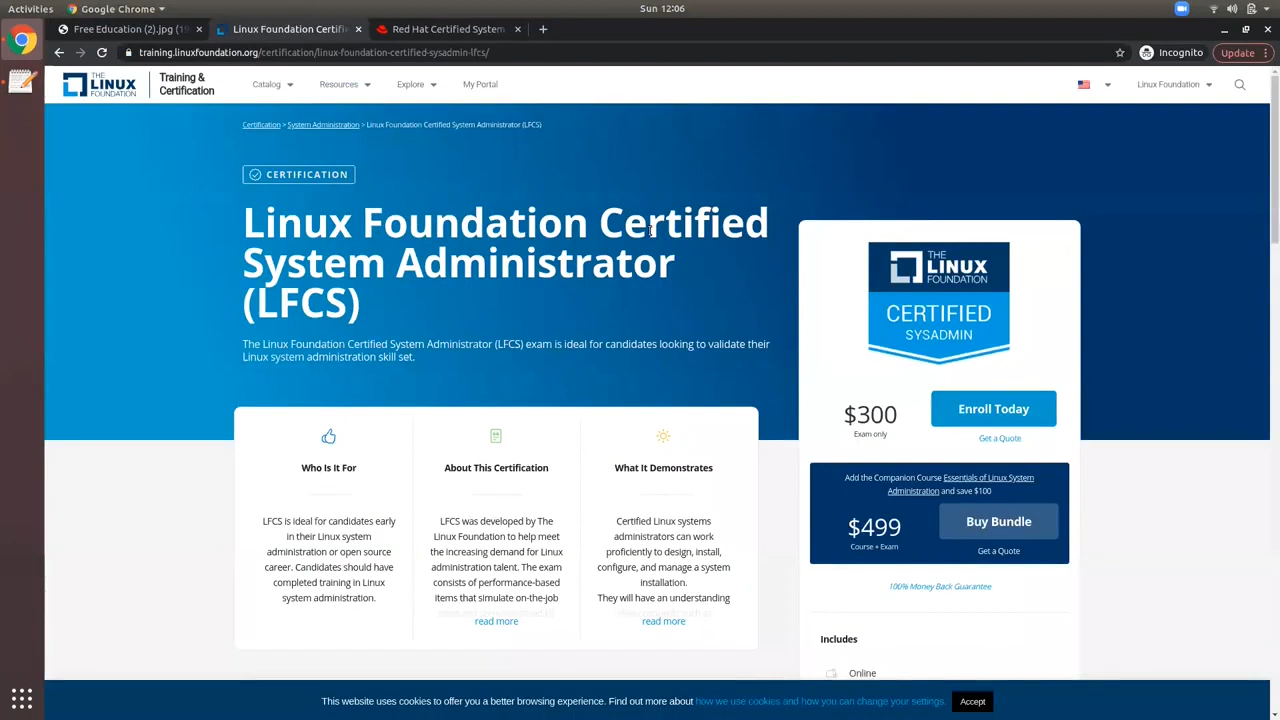 Activities
Google Chrome
Sun 12:06
Free Education (2).jpg (19
Linux Foundation Certifie
Red Hat Certified System
training.linuxfoundation.org/certification/linux-foundation-certified-sysadmin-lfcs/
Incognito
Update
THE LINUX FOUNDATION
Training & Certification
Catalog
Resources
Explore
My Portal
Linux Foundation
Certification > System Administration > Linux Foundation Certified System Administrator (LFCS)
CERTIFICATION
Linux Foundation Certified
System Administrator
(LFCS)
The Linux Foundation Certified System Administrator (LFCS) exam is ideal for candidates looking to validate their
Linux system administration skill set.
Who Is It For
LFCS is ideal for candidates early
in their Linux system
administration or open source
career. Candidates should have
completed training in Linux
system administration.
About This Certification
LFCS was developed by The
Linux Foundation to help meet
the increasing demand for Linux
administration talent. The exam
consists of performance-based
items that simulate on-the-job
read more
What It Demonstrates
Certified Linux systems
administrators can work
proficiently to design, install,
configure, and manage a system
installation.
They will have an understanding
read more
THE
LINUX
FOUNDATION
CERTIFIED
SYSADMIN
$300
Exam only
Enroll Today
Get a Quote
Add the Companion Course Essentials of Linux System
Administration and save $100
$499
Course + Exam
Buy Bundle
Get a Quote
100% Money Back Guarantee
Includes
Online
This website uses cookies to offer you a better browsing experience. Find out more about how we use cookies and how you can change your settings.
Accept